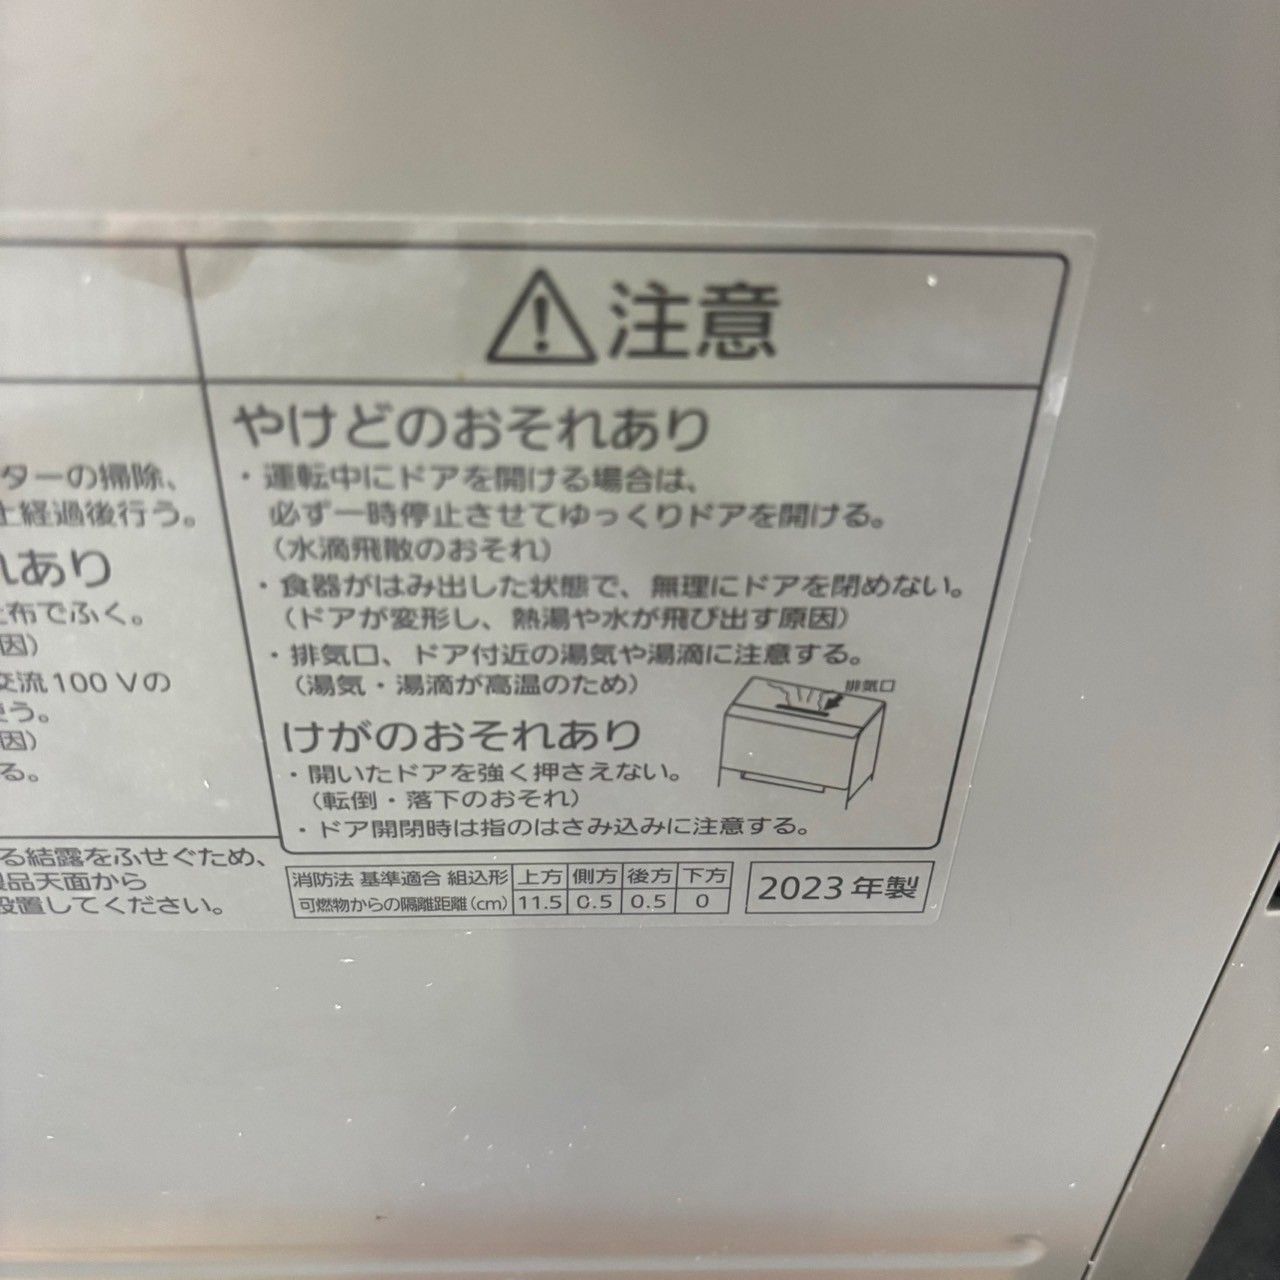 ターの掃除、
経過後行う。
れあり
布でふく。
因）
交流100Vの
う。
因）
る。
る結露をふせぐため、
製品天面から
設置してください。
⚠注意
やけどのおそれあり
・運転中にドアを開ける場合は、
必ず一時停止させてゆっくりドアを開ける。
（水滴飛散のおそれ）
・食器がはみ出した状態で、無理にドアを閉めない。
（ドアが変形し、熱湯や水が飛び出す原因）
・排気口、ドア付近の湯気や湯滴に注意する。
（湯気・湯滴が高温のため）
排気口
けがのおそれあり
・開いたドアを強く押さえない。
（転倒・落下のおそれ）
・ドア開閉時は指のはさみ込みに注意する。
消防法 基準適合 組込形 上方 側方 後方 下方
可燃物からの隔離距離（cm） 11.5 0.5 0.5 0
2023年製